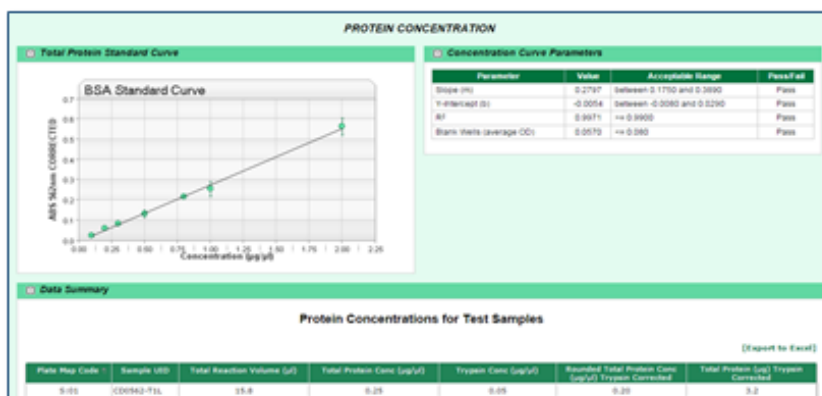 PROTEIN CONCENTRATION
Total Protein Standard Curve
BSA Standard Curve
ABS 562nm CORRECTED
0.7
0.6
0.5
0.4
0.3
0.2
0.1
0.0
0.00 0.25 0.50 0.75 1.00 1.25 1.50 1.75 2.00 2.25
Concentration (µg/µl)
Concentration Curve Parameters
Parameter Value Acceptable Range Pass/Fail
Slope (m) 0.2797 between 0.1750 and 0.3690 Pass
Y-intercept (b) -0.0054 between -0.0080 and 0.0290 Pass
0.9971 >= 0.9900 Pass
Blank Wells (average OD) 0.0570 <= 0.080 Pass
Data Summary
Protein Concentrations for Test Samples
[Export to Excel]
Plate Map Code Sample UID Total Reaction Volume (µl) Total Protein Conc (µg/µl) Trypsin Conc (µg/µl) Rounded Total Protein Conc (µg/µl) Trypsin Corrected Total Protein (µg) Trypsin Corrected
S:01 CD0562-T1L 15.8 0.25 0.05 0.20 3.2